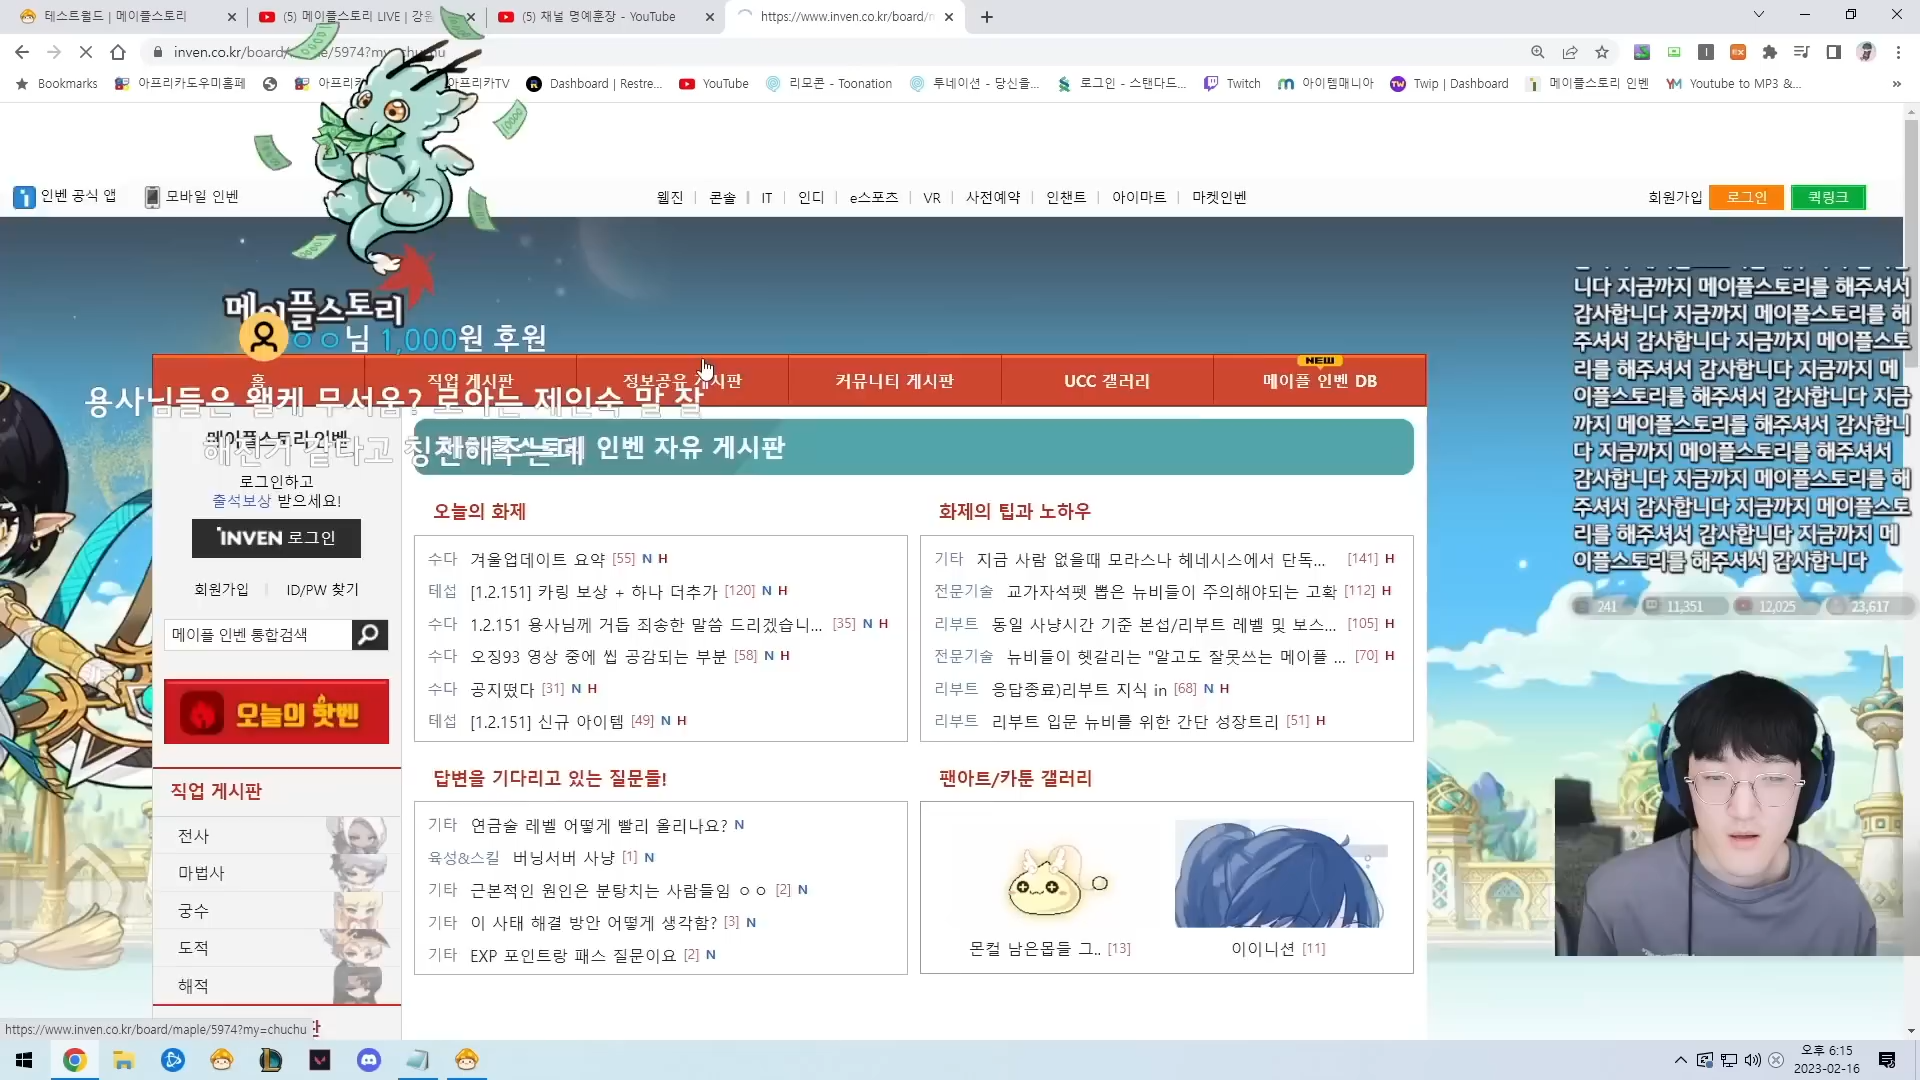 테스트월드 | 메이플스토리
(5) 메이플스토리 LIVE | 강원
(5) 채널 명예훈장 - YouTube
https://www.inven.co.kr/board/m
inven.co.kr/board/maple/5974?my=chuchu
Bookmarks
아프리카도우미홈페
아프리카
아프리카TV
Dashboard | Restre...
YouTube
리모콘 - Toonation
투네이션 - 당신을...
로그인 - 스탠다드...
Twitch
아이템매니아
Twip | Dashboard
메이플스토리 인벤
Youtube to MP3 &...
인벤 공식 앱
모바일 인벤
웹진 | 콘솔 | IT | 인디 | e스포츠 | VR | 사전예약 | 인챈트 | 아이마트 | 마켓인벤
회원가입
로그인
퀵링크
메이플스토리
ㅇㅇ님 1,000원 후원
홈
직업 게시판
정보공유 게시판
커뮤니티 게시판
UCC 갤러리
NEW
메이플 인벤 DB
용사님들은 왤케 무서움? 로아는 제인숙 말 잘
메이플스토리 인벤
인벤 자유 게시판
로그인하고
출석보상 받으세요!
INVEN 로그인
회원가입 | ID/PW 찾기
메이플 인벤 통합검색
오늘의 핫벤
직업 게시판
전사
마법사
궁수
도적
해적
오늘의 화제
수다 겨울업데이트 요약 [55] N H
테섭 [1.2.151] 카링 보상 + 하나 더추가 [120] N H
수다 1.2.151 용사님께 거듭 죄송한 말씀 드리겠습니... [35] N H
수다 오징93 영상 중에 씹 공감되는 부분 [58] N H
수다 공지떴다 [31] N H
테섭 [1.2.151] 신규 아이템 [49] N H
화제의 팁과 노하우
기타 지금 사람 없을때 모라스나 헤네시스에서 단독... [141] H
전문기술 교가자석펫 뽑은 뉴비들이 주의해야되는 고확 [112] H
리부트 동일 사냥시간 기준 본섭/리부트 레벨 및 보스... [105] H
전문기술 뉴비들이 헷갈리는 "알고도 잘못쓰는 메이플 ... [70] H
리부트 응답종료)리부트 지식 in [68] N H
리부트 리부트 입문 뉴비를 위한 간단 성장트리 [51] H
답변을 기다리고 있는 질문들!
기타 연금술 레벨 어떻게 빨리 올리나요? N
육성&스킬 버닝서버 사냥 [1] N
기타 근본적인 원인은 분탕치는 사람들임 ㅇㅇ [2] N
기타 이 사태 해결 방안 어떻게 생각함? [3] N
기타 EXP 포인트랑 패스 질문이요 [2] N
팬아트/카툰 갤러리
몬컬 남은몹들 그.. [13]
이이니션 [11]
니다 지금까지 메이플스토리를 해주셔서
감사합니다 지금까지 메이플스토리를 해
주셔서 감사합니다 지금까지 메이플스토
리를 해주셔서 감사합니다 지금까지 메
이플스토리를 해주셔서 감사합니다 지금
까지 메이플스토리를 해주셔서 감사합니
다 지금까지 메이플스토리를 해주셔서
감사합니다 지금까지 메이플스토리를 해
주셔서 감사합니다 지금까지 메이플스토
리를 해주셔서 감사합니다 지금까지 메
이플스토리를 해주셔서 감사합니다
241
11,351
12,025
23,617
https://www.inven.co.kr/board/maple/5974?my=chuchu
오후 6:15
2023-02-16